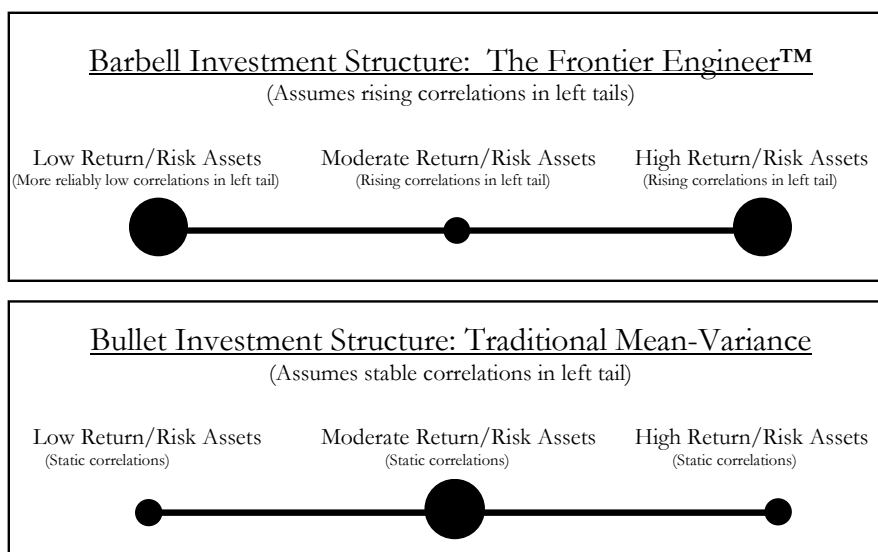 Barbell Investment Structure: The Frontier Engineer™
(Assumes rising correlations in left tails)
Low Return/Risk Assets
(More reliably low correlations in left tail)
Moderate Return/Risk Assets
(Rising correlations in left tail)
High Return/Risk Assets
(Rising correlations in left tail)
Bullet Investment Structure: Traditional Mean-Variance
(Assumes stable correlations in left tail)
Low Return/Risk Assets
(Static correlations)
Moderate Return/Risk Assets
(Static correlations)
High Return/Risk Assets
(Static correlations)